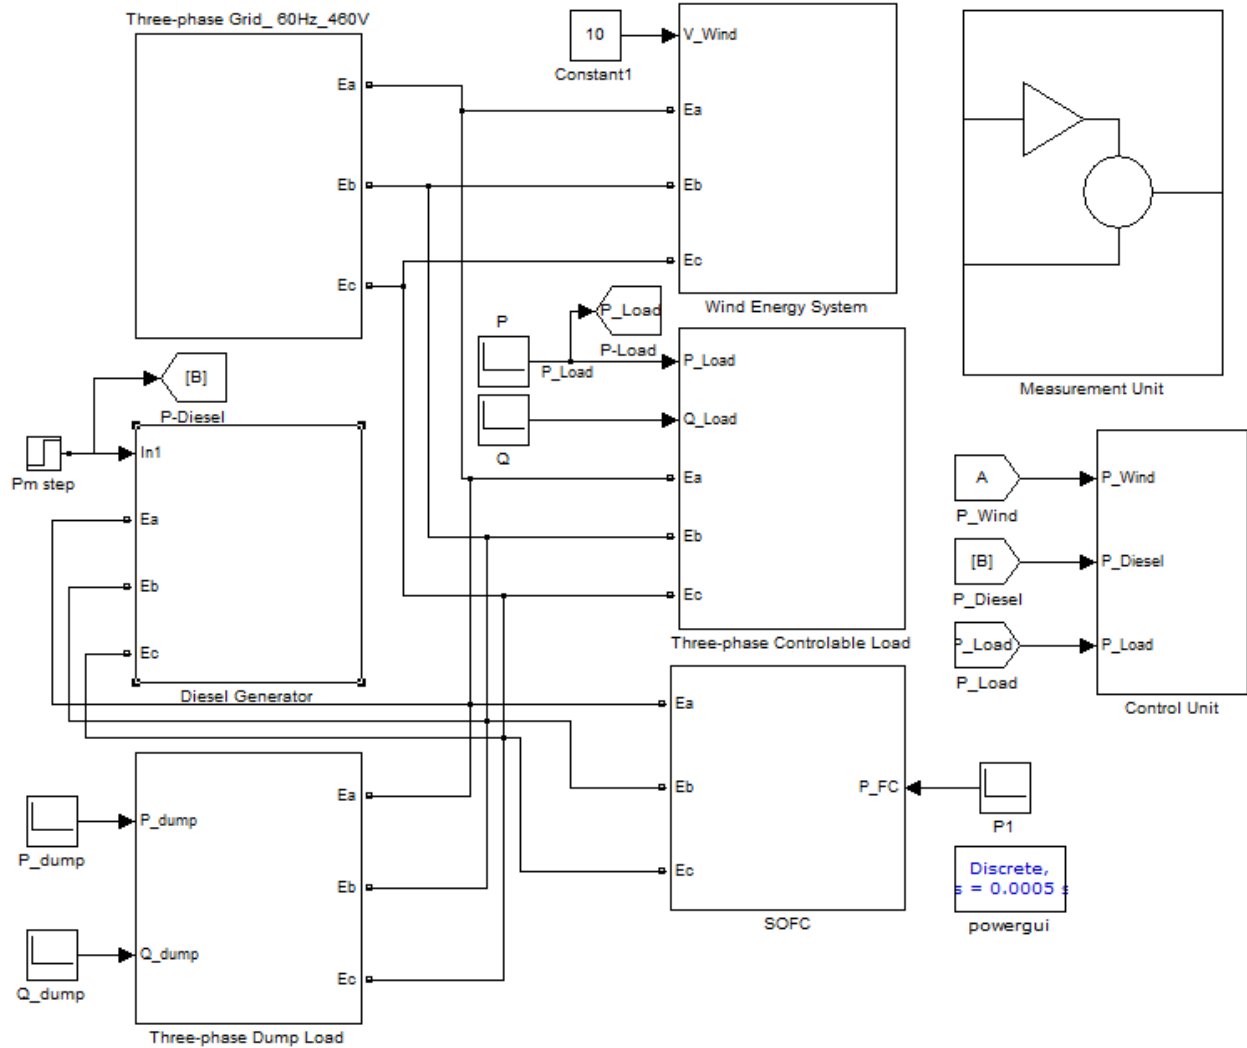 Three-phase Grid_ 60Hz_460V
Ea
Eb
Ec
10
Constant1
V_Wind
Ea
Eb
Ec
Wind Energy System
Measurement Unit
[B]
P-Diesel
Pm step
In1
Ea
Eb
Ec
Diesel Generator
P
P_Load
P_Load
P-Load
Q
P_Load
Q_Load
Ea
Eb
Ec
Three-phase Controlable Load
A
P_Wind
[B]
P_Diesel
P_Load
P_Load
P_Wind
P_Diesel
P_Load
Control Unit
P_dump
Q_dump
P_dump
Q_dump
Ea
Eb
Ec
Three-phase Dump Load
Ea
Eb
Ec
P_FC
SOFC
P1
Discrete,
s = 0.0005 s
powergui